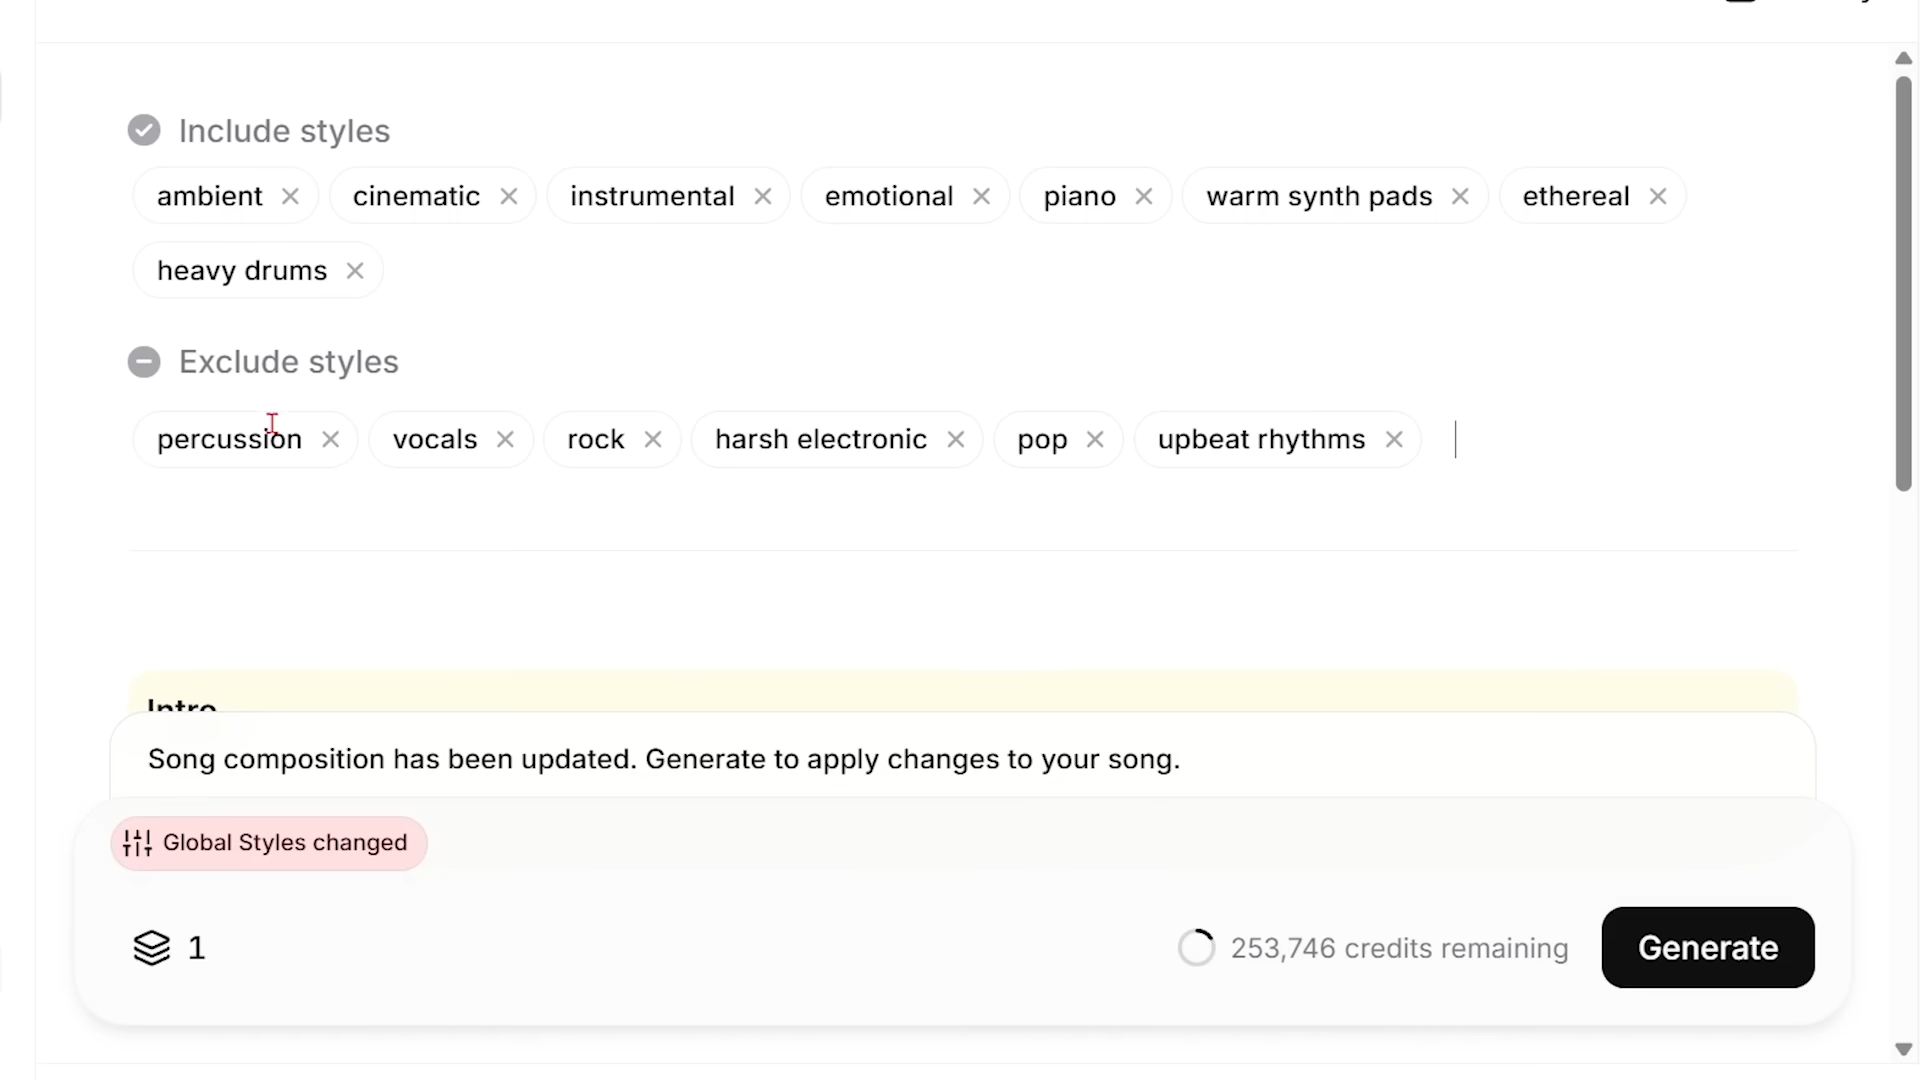 Include styles
ambient cinematic instrumental emotional piano warm synth pads ethereal
heavy drums
Exclude styles
percussion vocals rock harsh electronic pop upbeat rhythms
Intro
Song composition has been updated. Generate to apply changes to your song.
Global Styles changed
1 253,746 credits remaining Generate